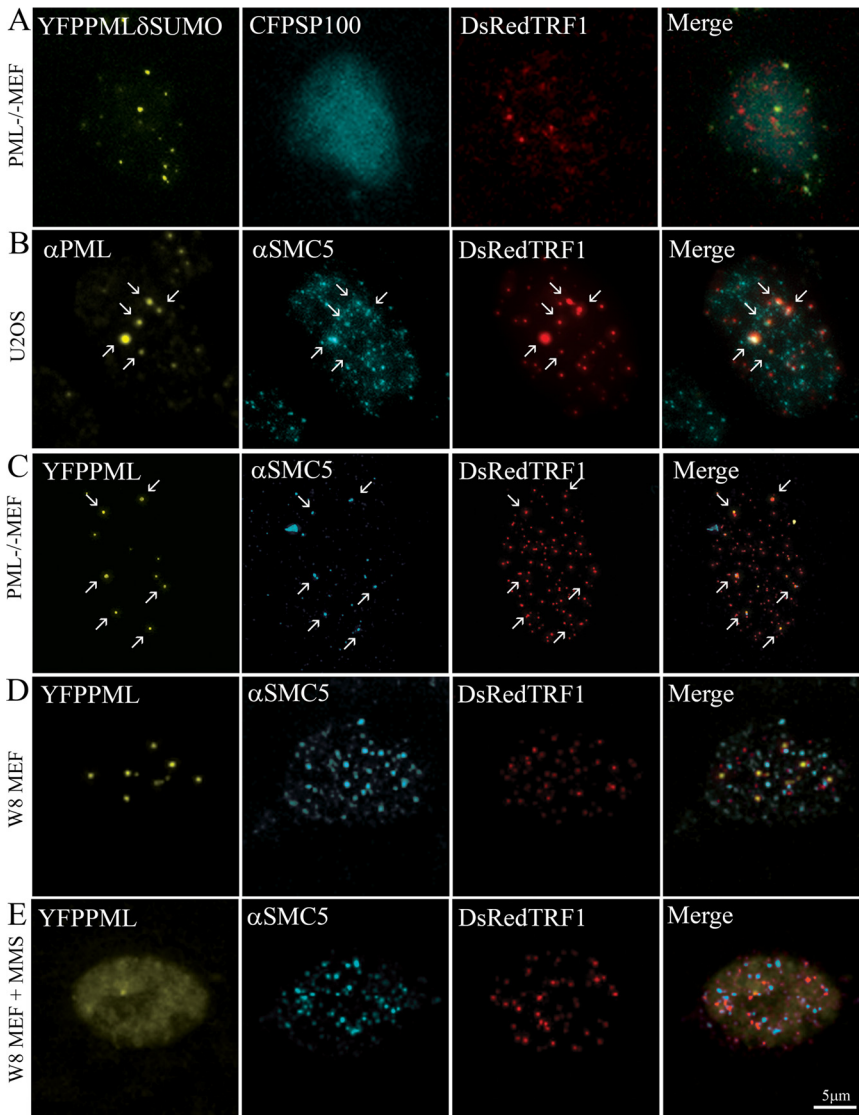 A YFPPMLδSUMO CFPSP100 DsRedTRF1 Merge
PML-/-MEF
B αPML αSMC5 DsRedTRF1 Merge
U2OS
C YFPPML αSMC5 DsRedTRF1 Merge
PML-/-MEF
D YFPPML αSMC5 DsRedTRF1 Merge
W8 MEF
E YFPPML αSMC5 DsRedTRF1 Merge
W8 MEF + MMS
5μm